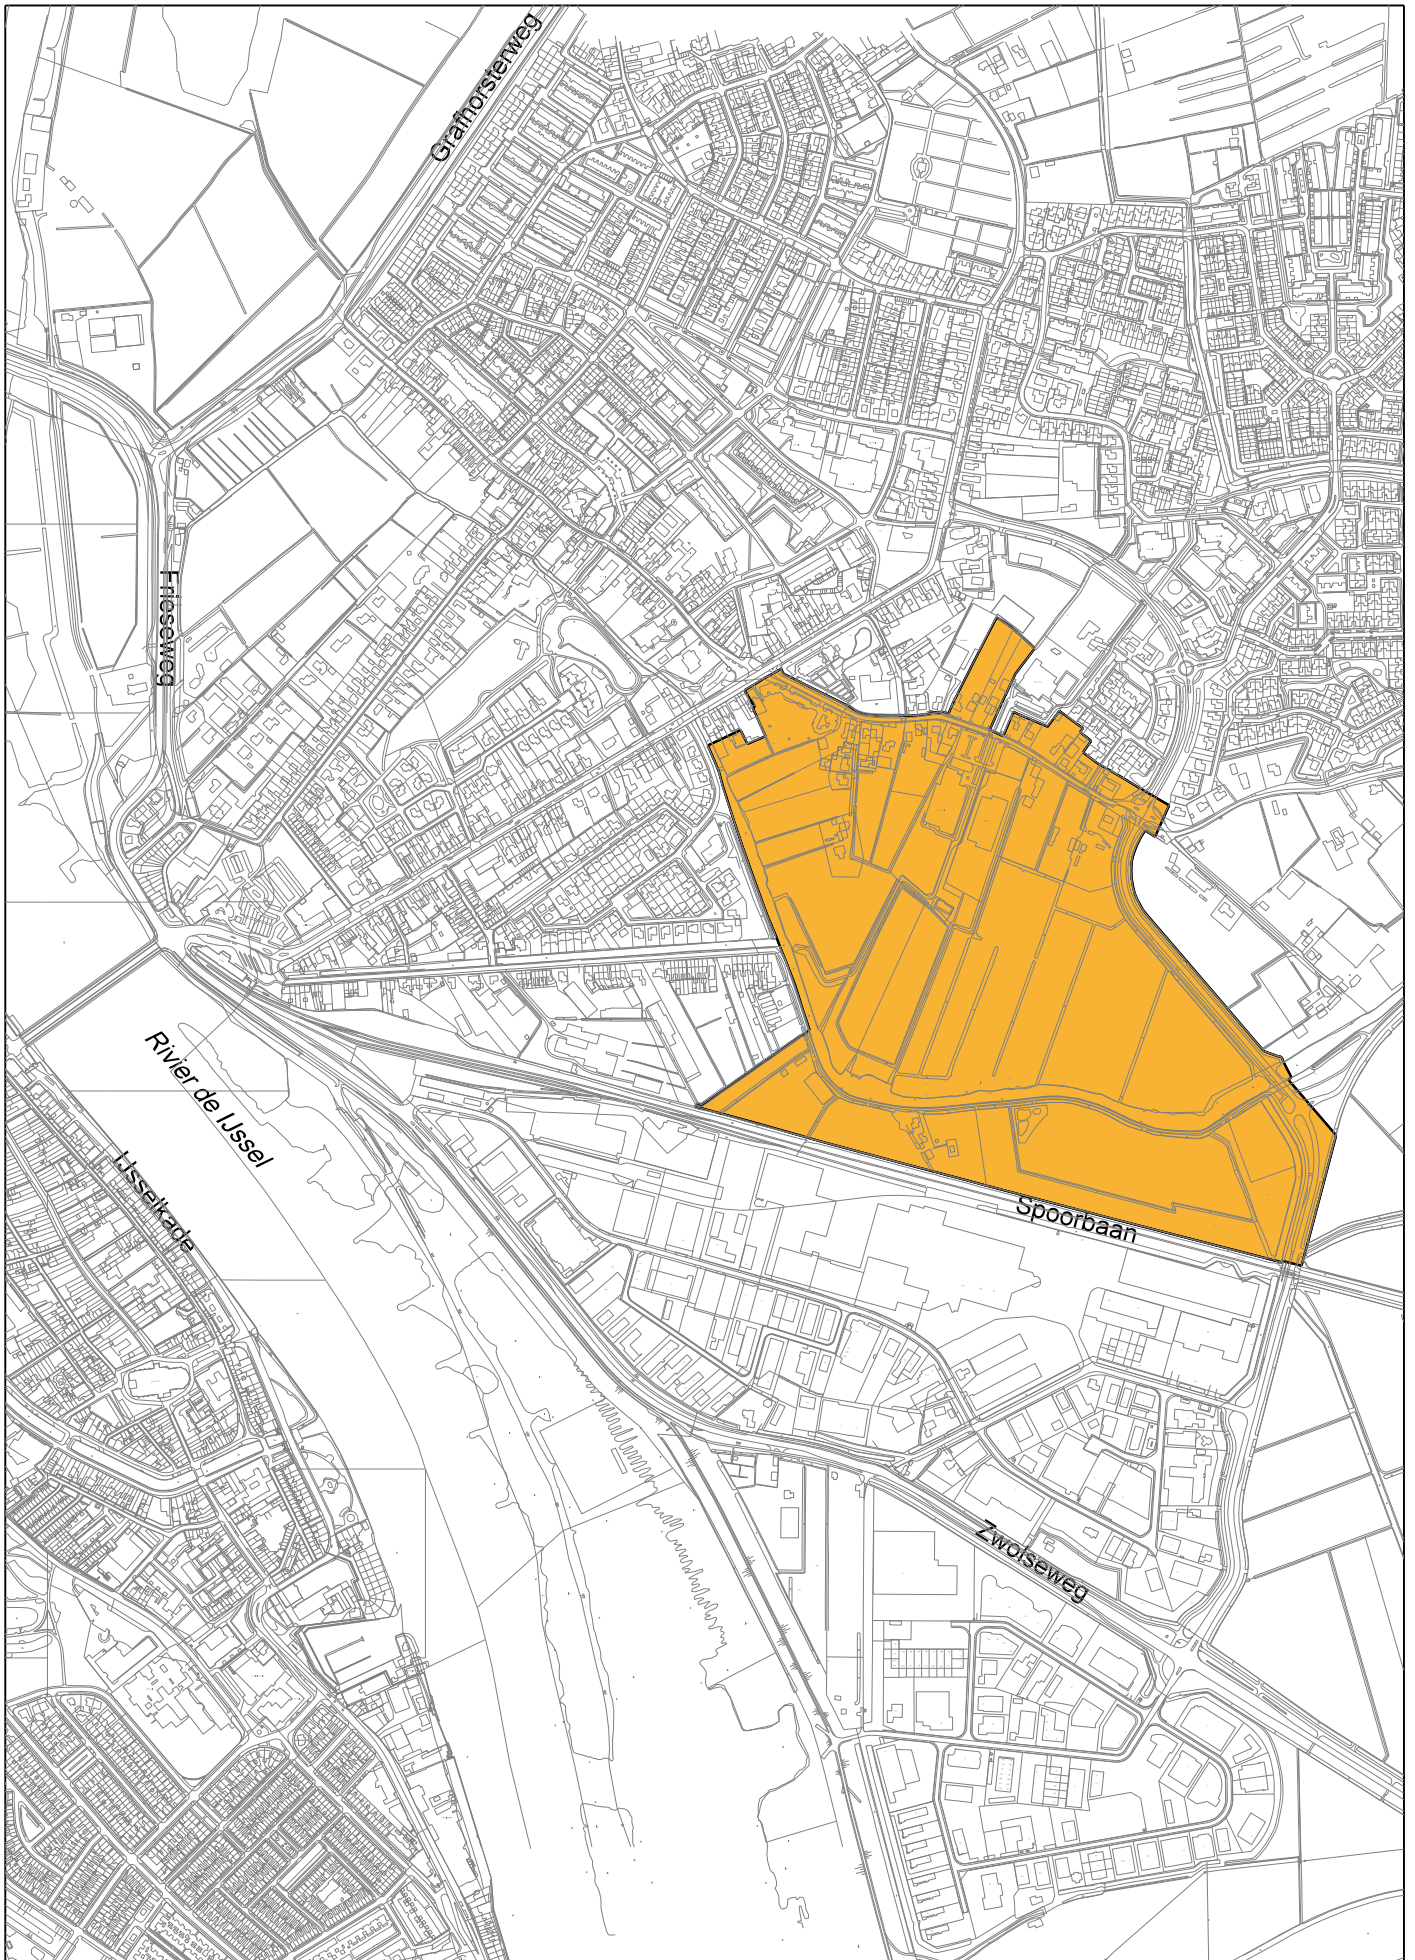 Grafhorsterweg
Frieseweg
Rivier de IJssel
IJsselkade
Spoorbaan
Zwolseweg